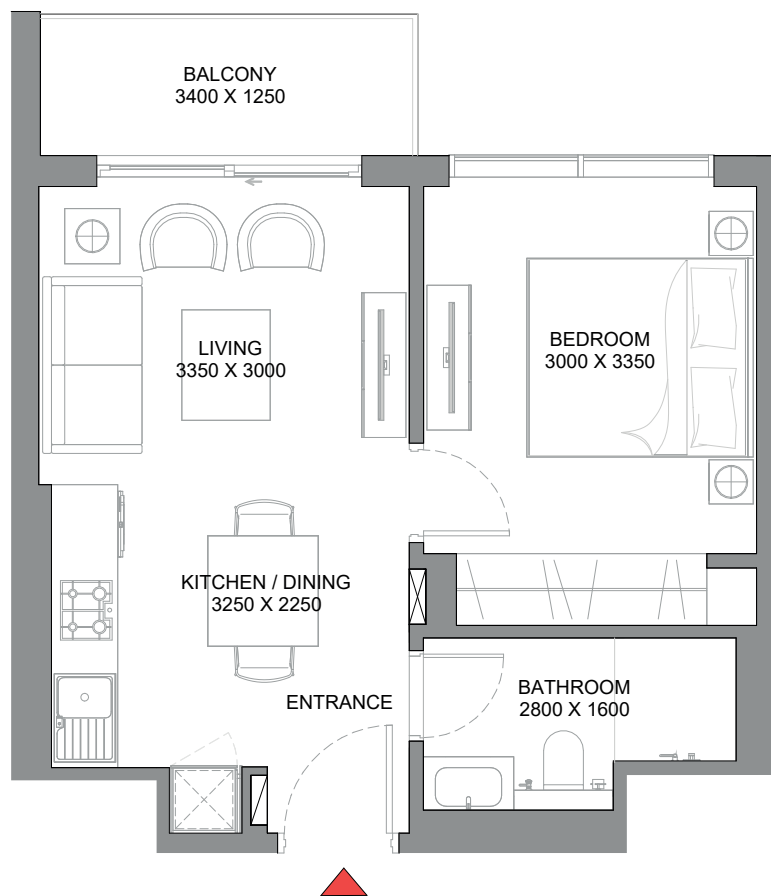 BALCONY
3400 X 1250
LIVING
3350 X 3000
BEDROOM
3000 X 3350
KITCHEN / DINING
3250 X 2250
ENTRANCE
BATHROOM
2800 X 1600